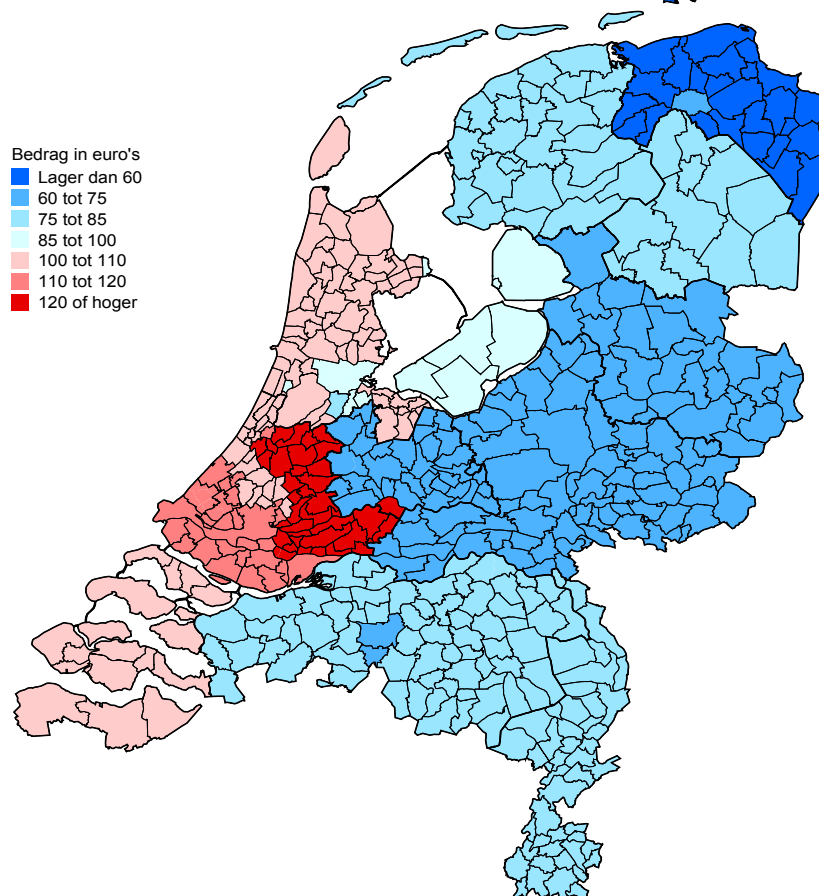 Bedrag in euro's
Lager dan 60
60 tot 75
75 tot 85
85 tot 100
100 tot 110
110 tot 120
120 of hoger